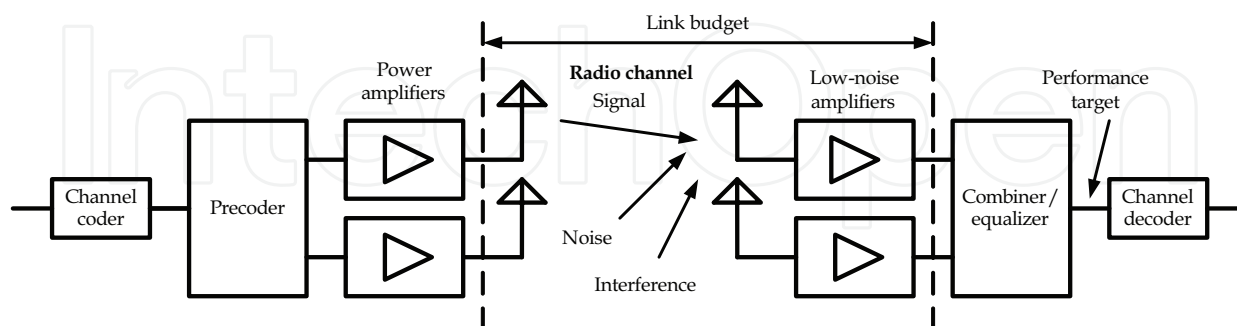 Link budget
Power
amplifiers
Radio channel
Signal
Low-noise
amplifiers
Performance
target
Channel
coder
Precoder
Combiner/
equalizer
Channel
decoder
Noise
Interference
IntechOpen